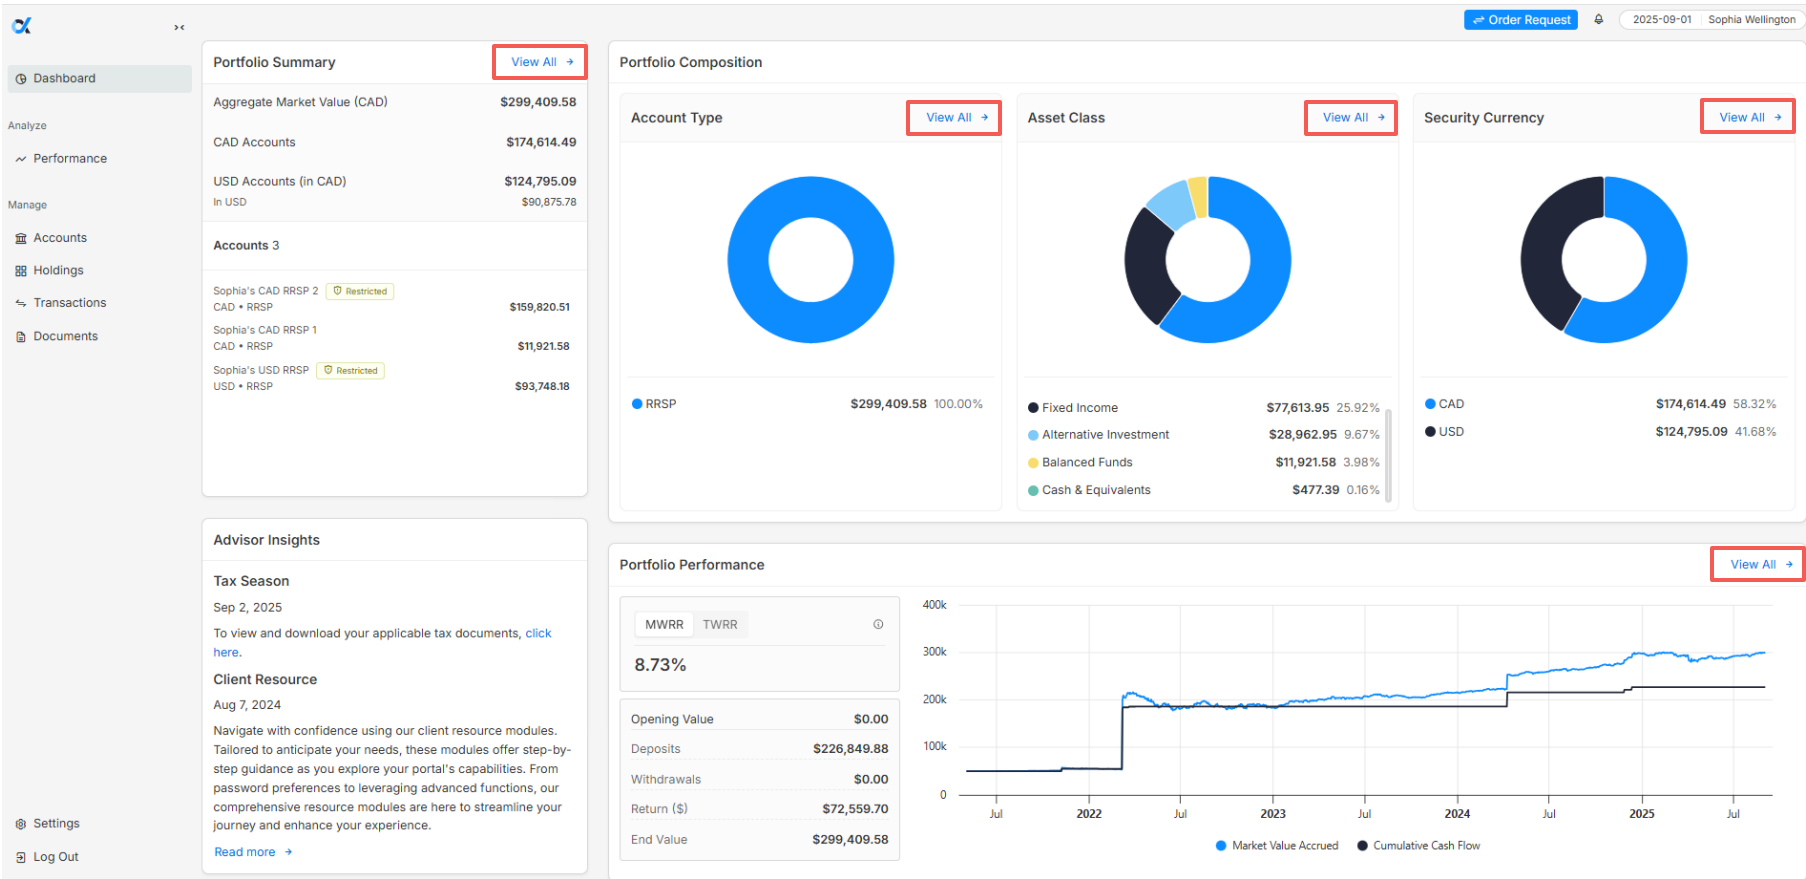 Order Request
2025-09-01 Sophia Wellington
Dashboard
Analyze
Performance
Manage
Accounts
Holdings
Transactions
Documents
Settings
Log Out
Portfolio Summary View All
Aggregate Market Value (CAD) $299,409.58
CAD Accounts $174,614.49
USD Accounts (in CAD) $124,795.09
In USD $90,875.78
Accounts 3
Sophia's CAD RRSP 2 Restricted
CAD • RRSP $159,820.51
Sophia's CAD RRSP 1
CAD • RRSP $11,921.58
Sophia's USD RRSP Restricted
USD • RRSP $93,748.18
Advisor Insights
Tax Season
Sep 2, 2025
To view and download your applicable tax documents, click
here.
Client Resource
Aug 7, 2024
Navigate with confidence using our client resource modules.
Tailored to anticipate your needs, these modules offer step-by-
step guidance as you explore your portal's capabilities. From
password preferences to leveraging advanced functions, our
comprehensive resource modules are here to streamline your
journey and enhance your experience.
Read more
Portfolio Composition
Account Type View All
RRSP $299,409.58 100.00%
Asset Class View All
Fixed Income $77,613.95 25.92%
Alternative Investment $28,962.95 9.67%
Balanced Funds $11,921.58 3.98%
Cash & Equivalents $477.39 0.16%
Security Currency View All
CAD $174,614.49 58.32%
USD $124,795.09 41.68%
Portfolio Performance View All
MWRR TWRR
8.73%
Opening Value $0.00
Deposits $226,849.88
Withdrawals $0.00
Return ($) $72,559.70
End Value $299,409.58
400k
300k
200k
100k
0
Jul 2022 Jul 2023 Jul 2024 Jul 2025 Jul
Market Value Accrued Cumulative Cash Flow